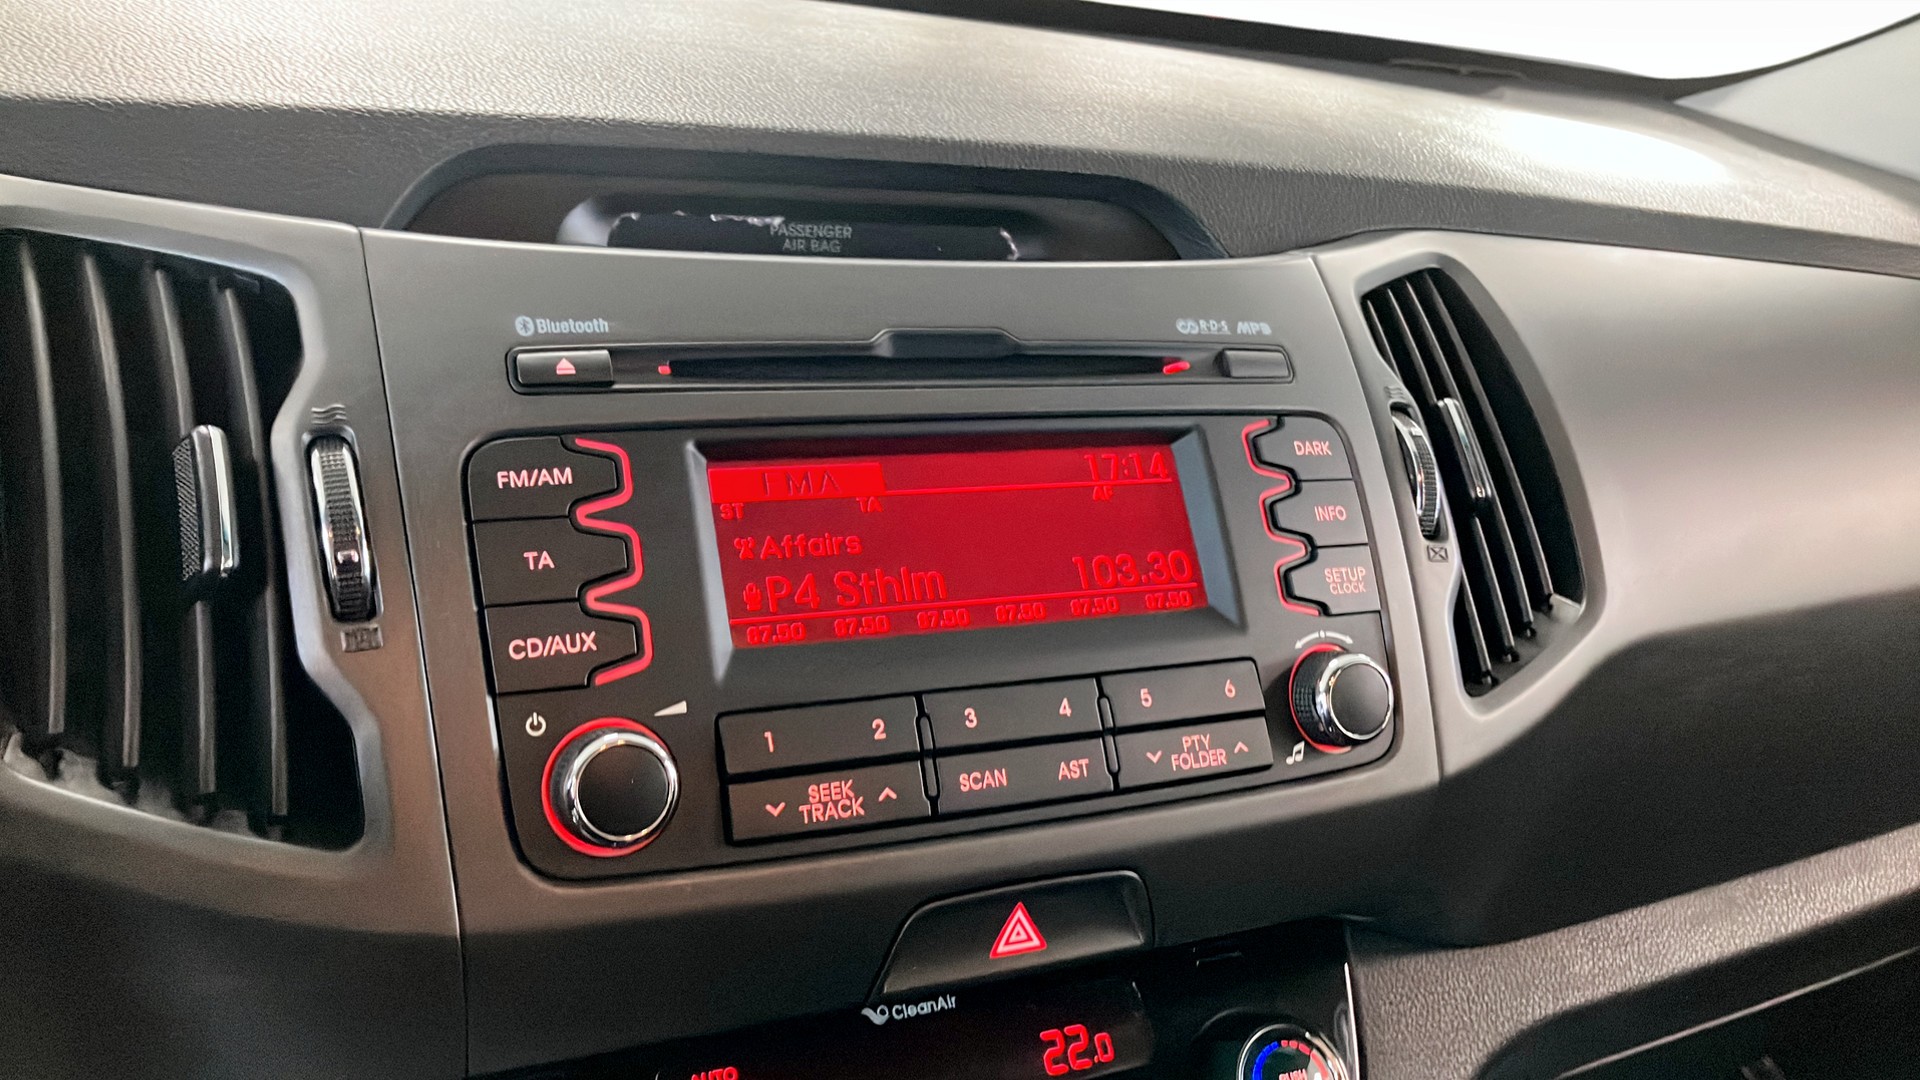 PASSENGER
AIR BAG
Bluetooth
R·D·S MP3
FM/AM
TA
CD/AUX
FMA 17:14
ST TA AF
Affairs
P4 Sthlm 103.30
87.50 87.50 87.50 87.50 87.50 87.50
DARK
INFO
SETUP
CLOCK
1 2 3 4 5 6
SEEK
TRACK
SCAN AST
PTY
FOLDER
CleanAir
AUTO 22.0
PUSH